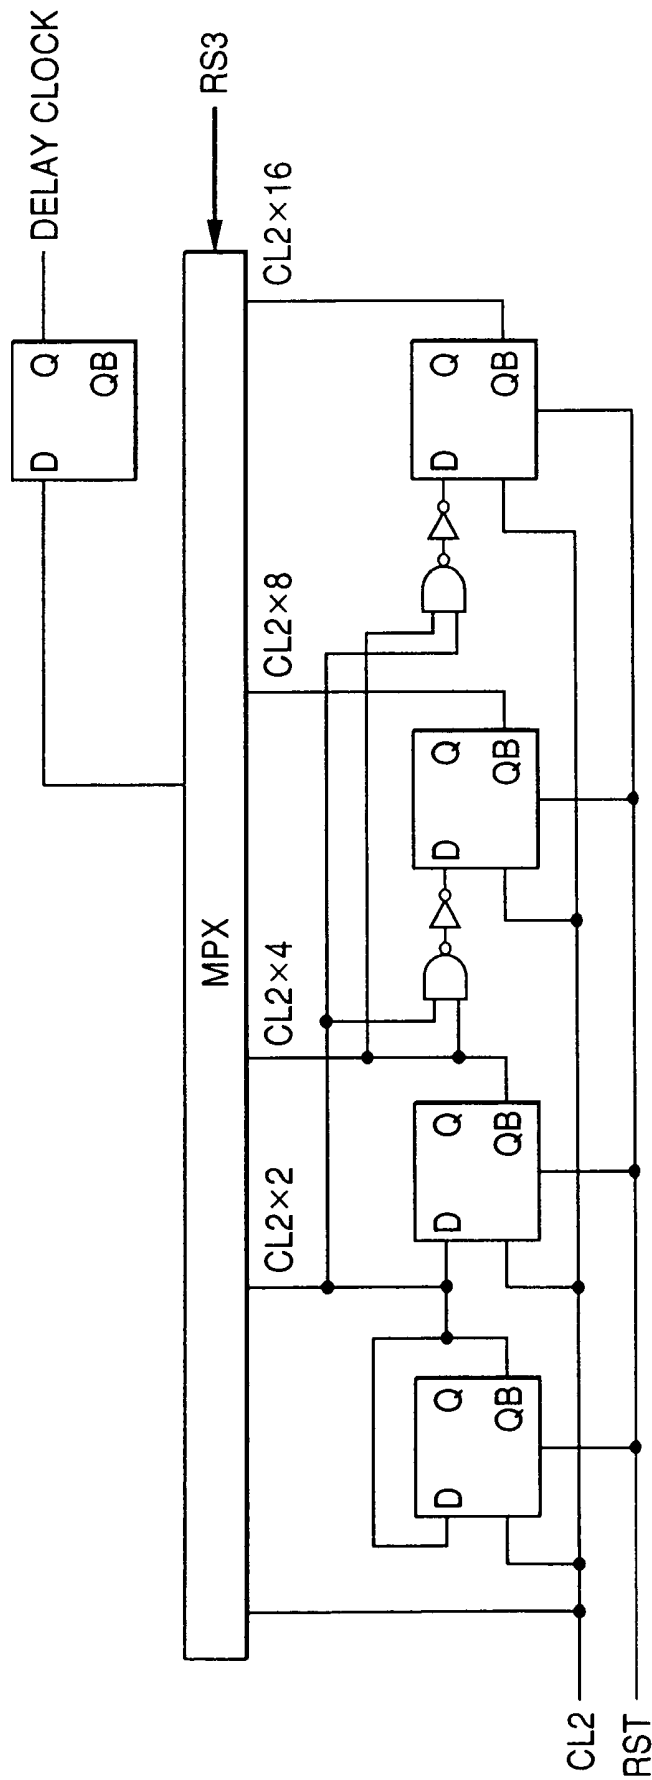 DELAY CLOCK
D Q
QB
RS3
MPX
CL2×2
CL2×4
CL2×8
CL2×16
D Q
QB
D Q
QB
D Q
QB
D Q
QB
CL2
RST